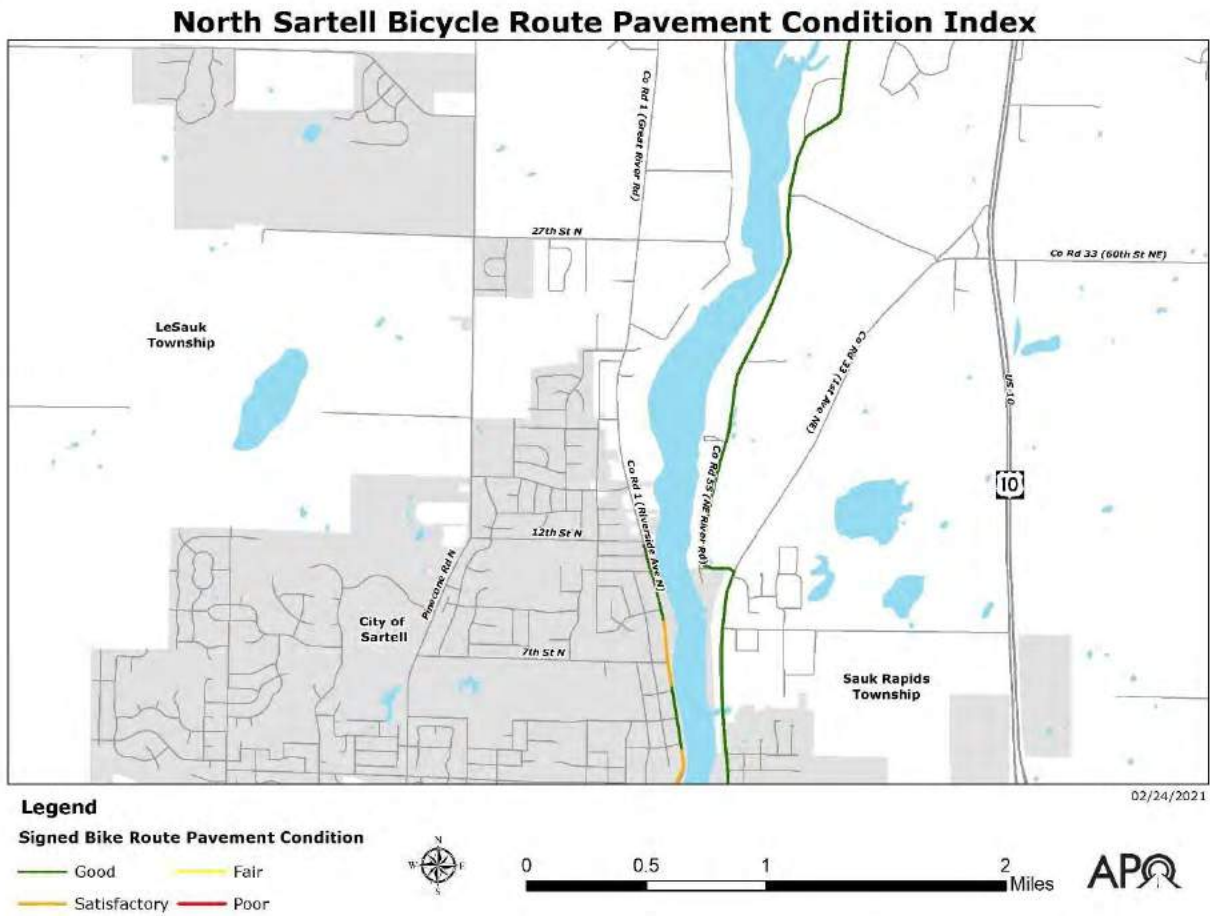 North Sartell Bicycle Route Pavement Condition Index
Co Rd 1 (Great River Rd)
27th St N
Co Rd 33 (60th St NE)
LeSauk
Township
Co Rd 33 (1st Ave NE)
US-10
Co Rd 1 (Riverside Ave N)
Co Rd 55 (NE River Rd)
10
12th St N
Pinecone Rd N
City of
Sartell
7th St N
Sauk Rapids
Township
02/24/2021
Legend
Signed Bike Route Pavement Condition
Good
Fair
Satisfactory
Poor
N
W
E
S
0
0.5
1
2
Miles
APO